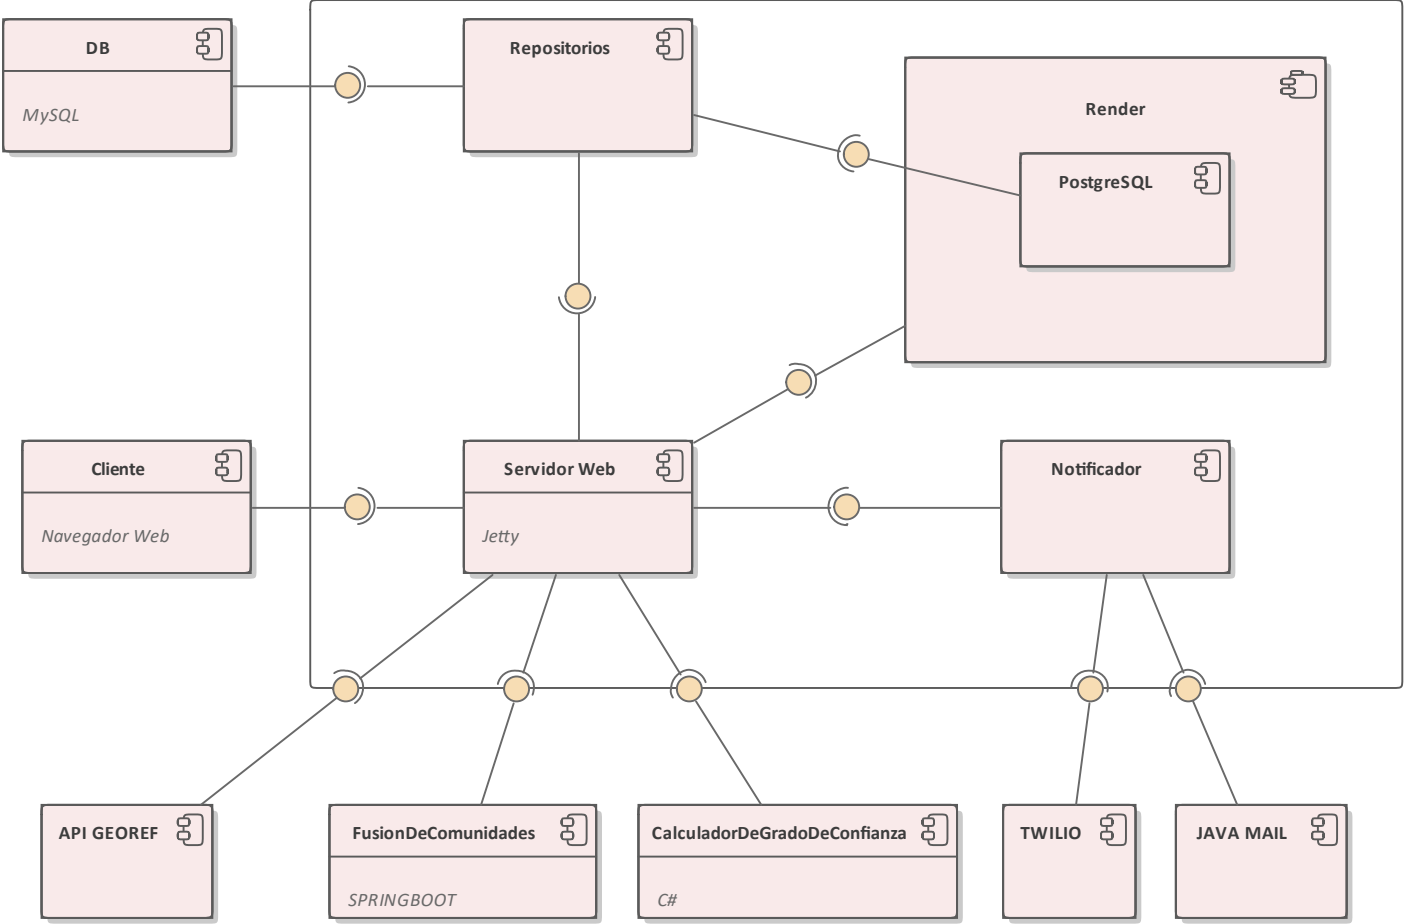 DB
MySQL
Repositorios
Render
PostgreSQL
Cliente
Navegador Web
Servidor Web
Jetty
Notificador
API GEOREF
FusionDeComunidades
SPRINGBOOT
CalculadorDeGradoDeConfianza
C#
TWILIO
JAVA MAIL